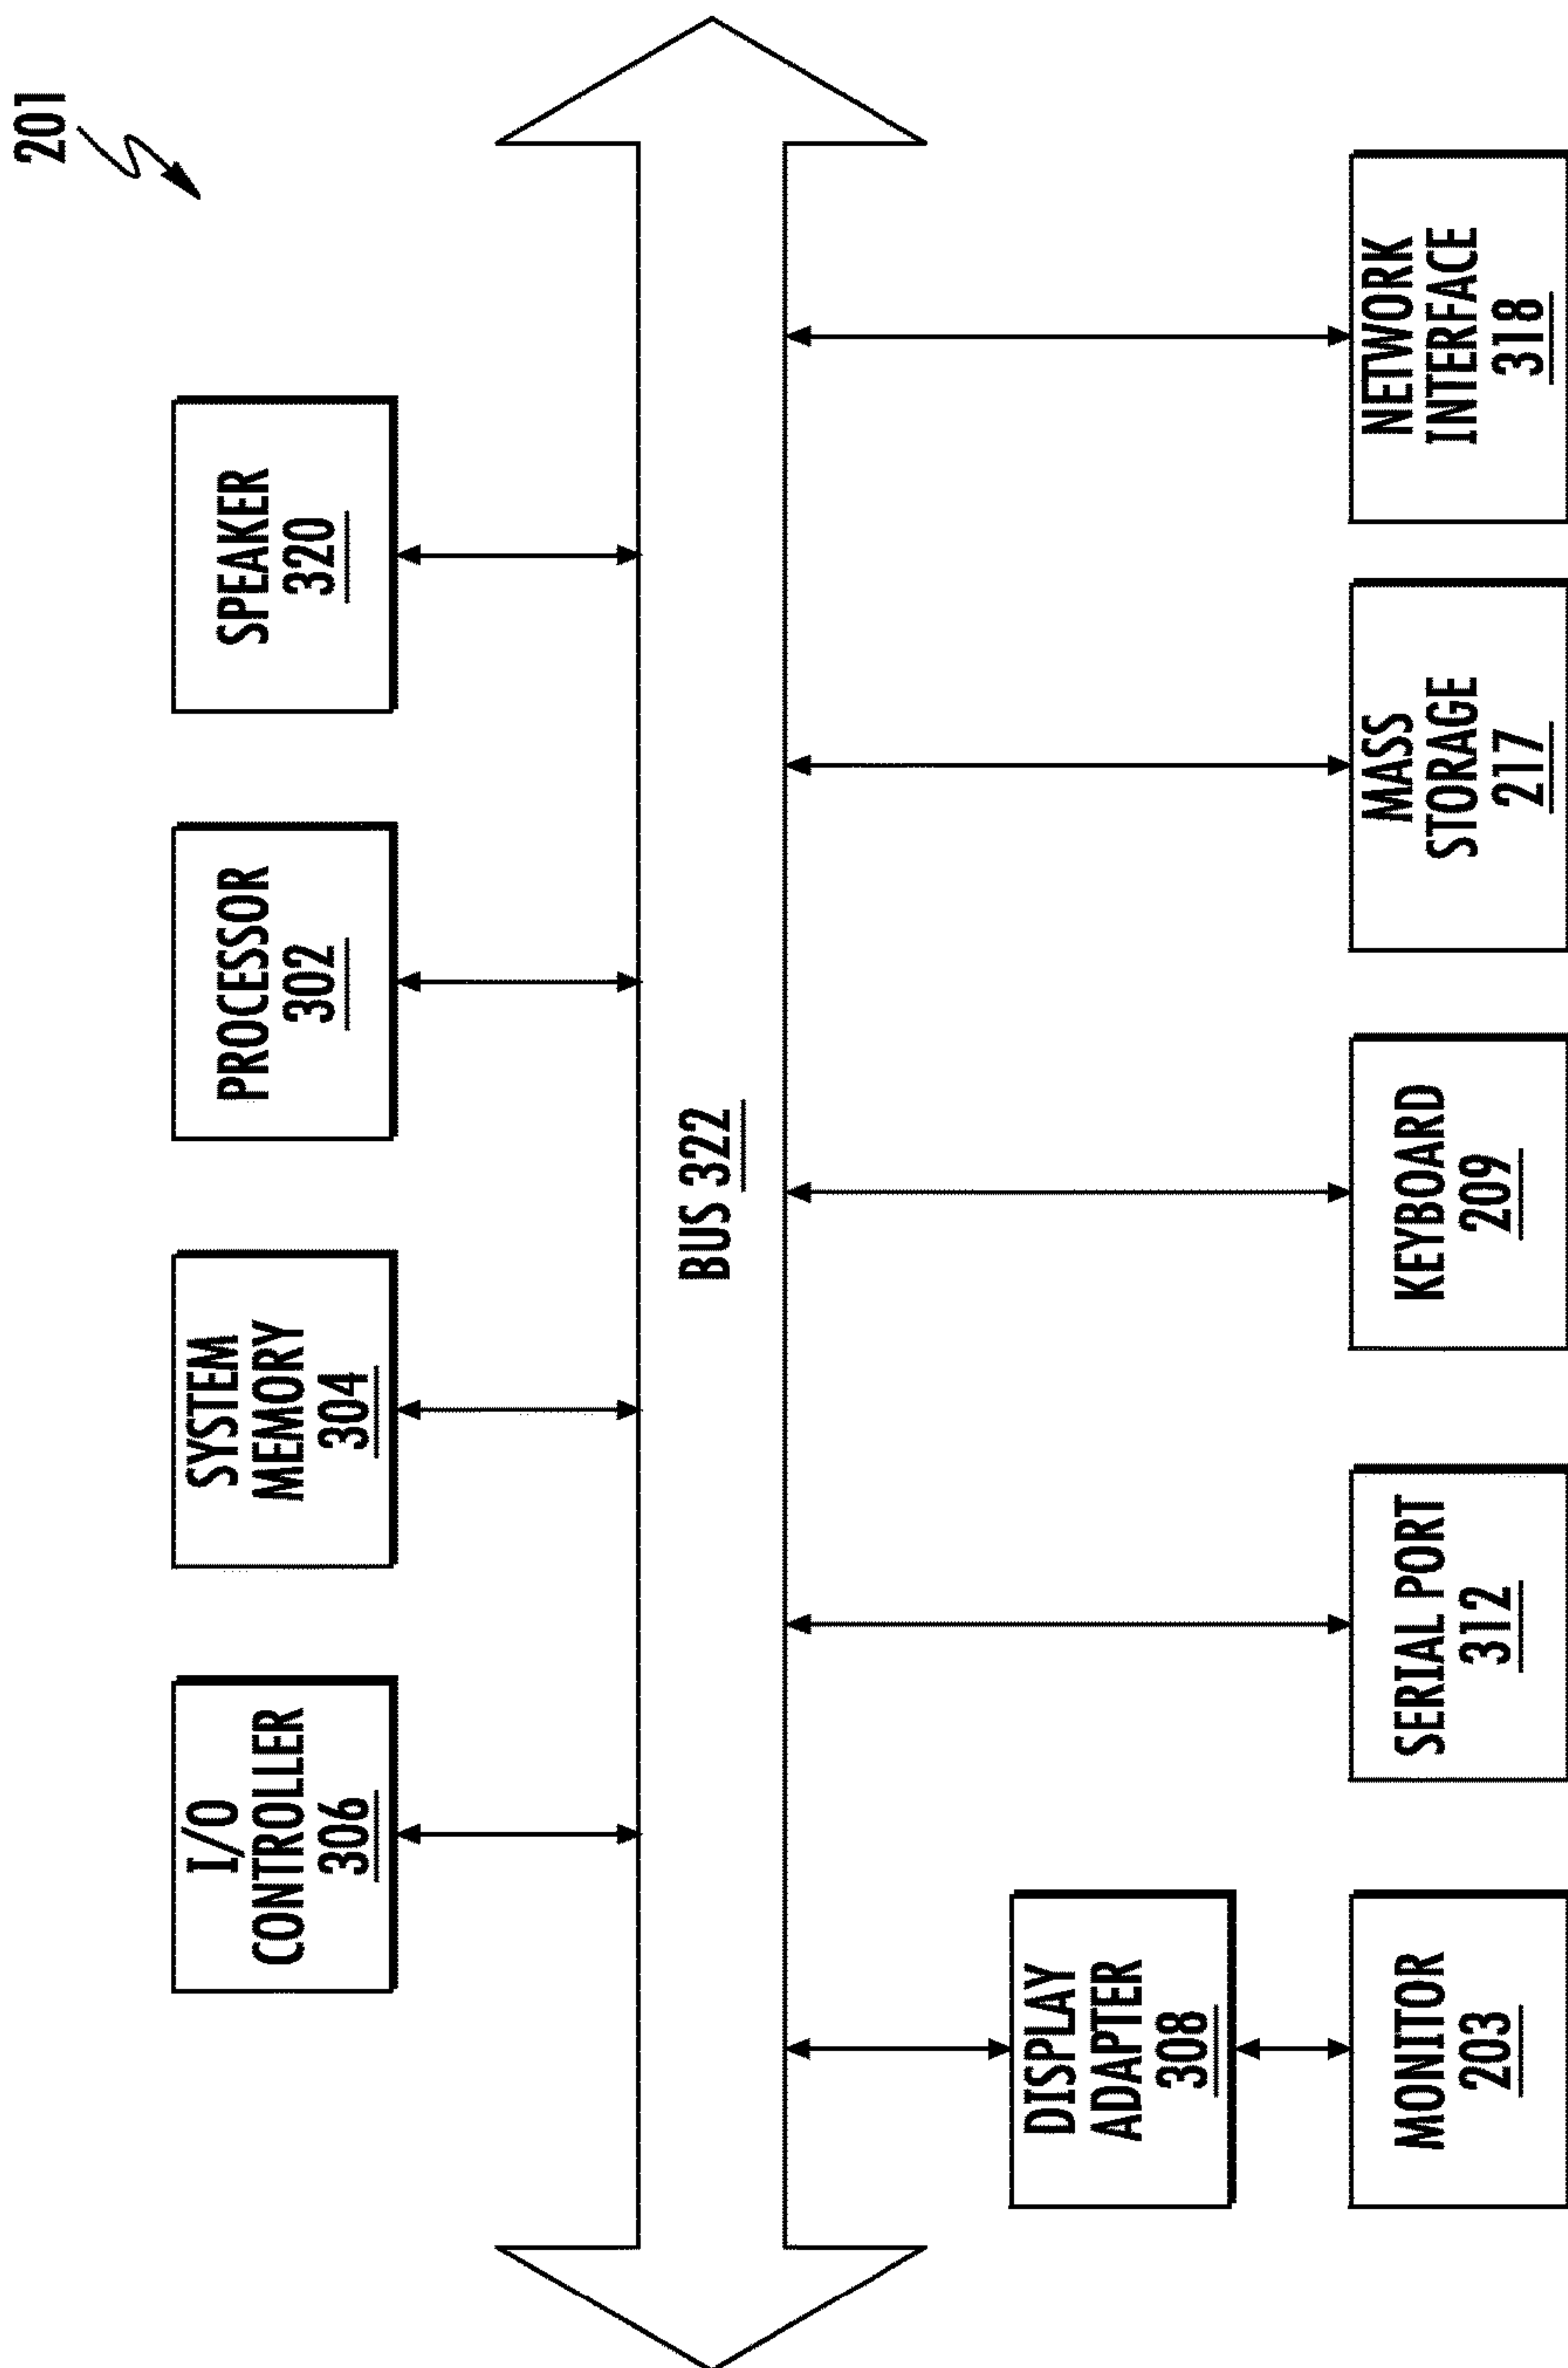 201
I/O
CONTROLLER
306
SYSTEM
MEMORY
304
PROCESSOR
302
SPEAKER
320
BUS 322
DISPLAY
ADAPTER
308
MONITOR
203
SERIAL PORT
312
KEYBOARD
209
MASS
STORAGE
217
NETWORK
INTERFACE
318